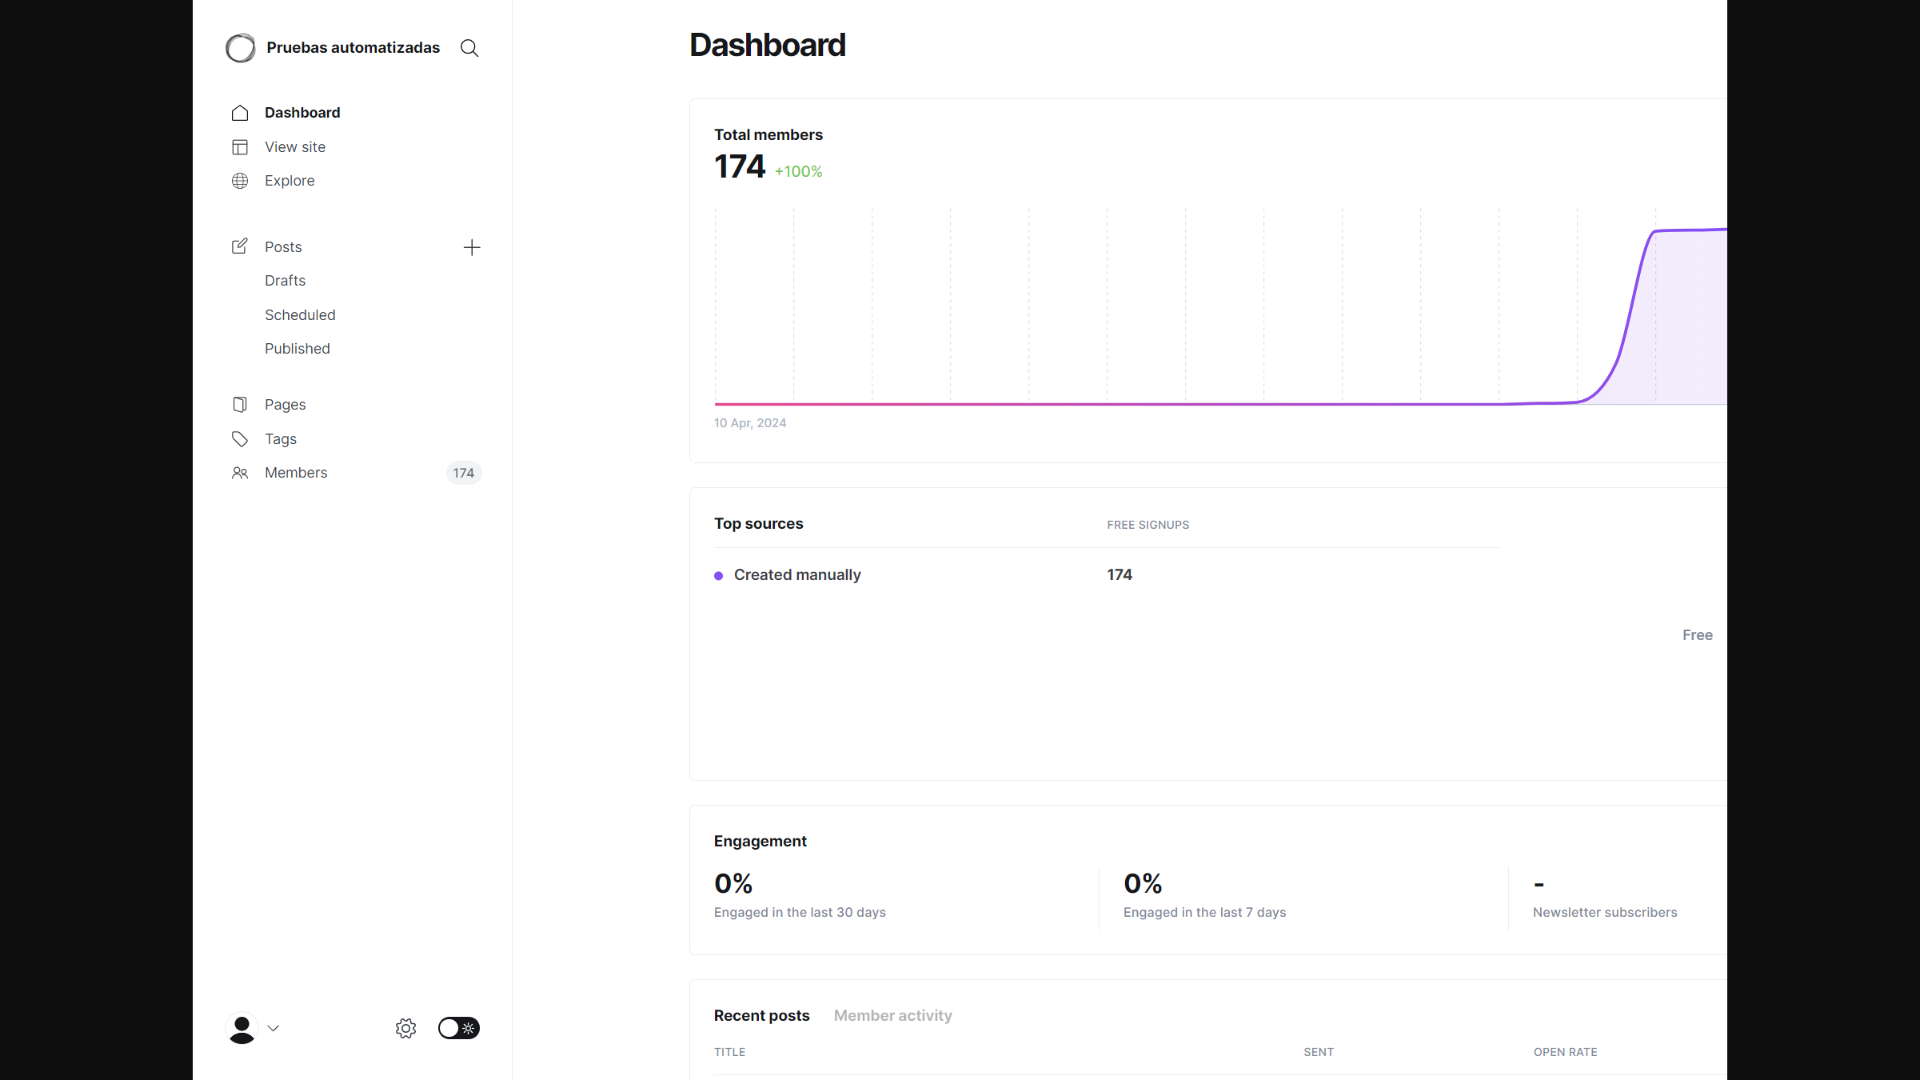 Pruebas automatizadas
Dashboard
View site
Explore
Posts
Drafts
Scheduled
Published
Pages
Tags
Members 174
Dashboard
Total members
174 +100%
10 Apr, 2024
Top sources FREE SIGNUPS
Created manually 174
Free
Engagement
0% 0% -
Engaged in the last 30 days Engaged in the last 7 days Newsletter subscribers
Recent posts Member activity
TITLE SENT OPEN RATE